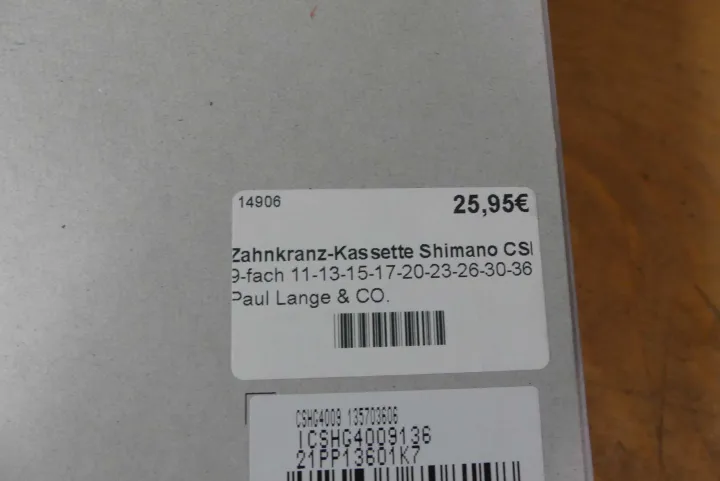 14906
25,95€
Zahnkranz-Kassette Shimano CS
9-fach 11-13-15-17-20-23-26-30-36
Paul Lange & CO.
CSHG4009 135703606
ICSHG4009136
21PP13601K7